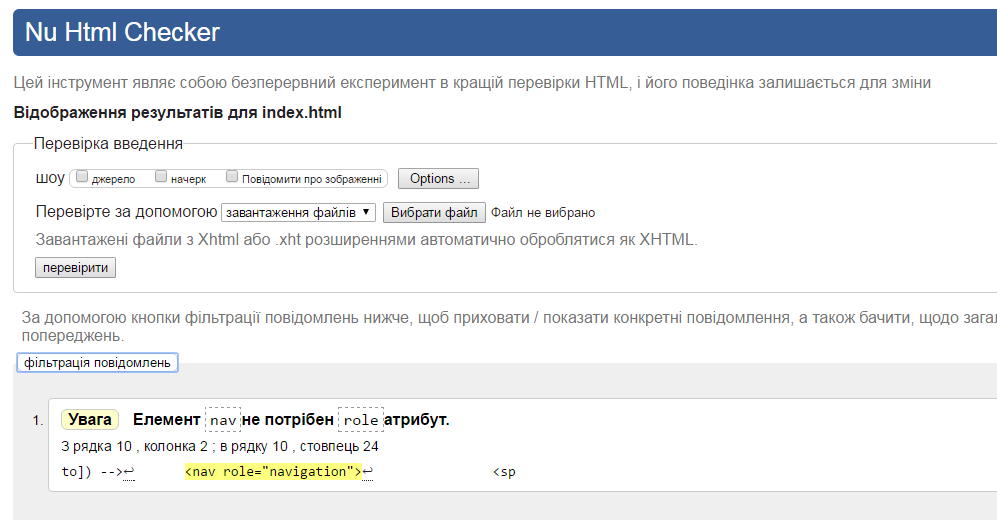 Nu Html Checker
Цей інструмент являє собою безперервний експеримент в кращій перевірки HTML, і його поведінка залишається для зміни
Відображення результатів для index.html
Перевірка введення
шоу джерело начерк Повідомити про зображенні Options ...
Перевірте за допомогою завантаження файлів Вибрати файл Файл не вибрано
Завантажені файли з Xhtml або .xht розширеннями автоматично оброблятися як XHTML.
перевірити
За допомогою кнопки фільтрації повідомлень нижче, щоб приховати / показати конкретні повідомлення, а також бачити, щодо
попереджень.
фільтрація повідомлень
1. Увага Елемент nav не потрібен role атрибут.
З рядка 10 , колонка 2 ; в рядку 10 , стовпець 24
to]) -->↩ <nav role="navigation">↩ <sp